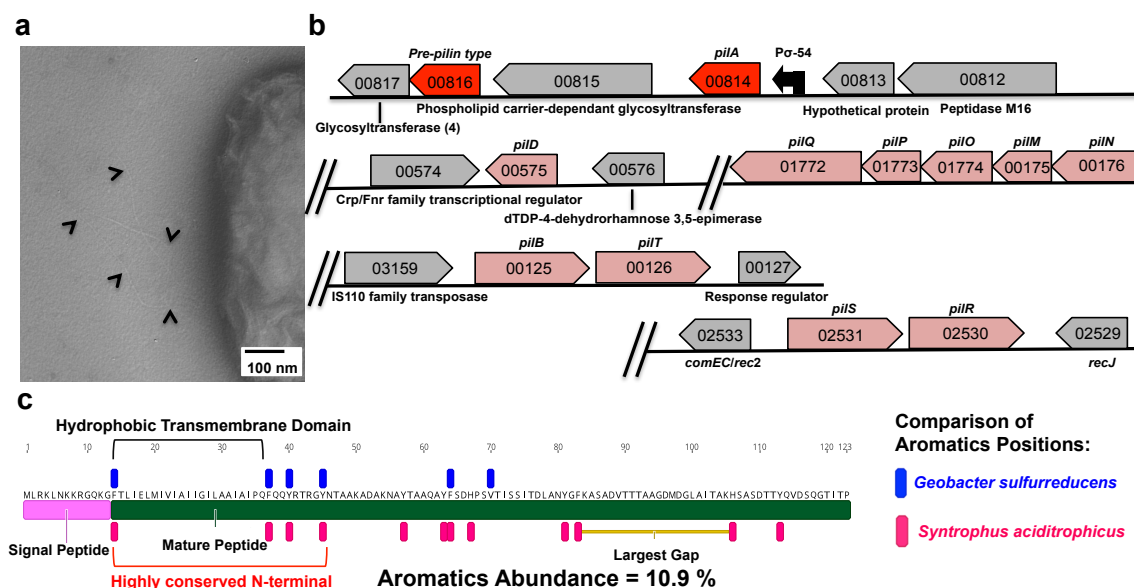 a
b
Pre-pilin type
pilA
Pσ-54
00817
00816
00815
00814
00813
00812
Phospholipid carrier-dependant glycosyltransferase
Hypothetical protein
Peptidase M16
Glycosyltransferase (4)
pilD
pilQ
pilP
pilO
pilM
pilN
00574
00575
00576
01772
01773
01774
00175
00176
Crp/Fnr family transcriptional regulator
dTDP-4-dehydrorhamnose 3,5-epimerase
pilB
pilT
03159
00125
00126
00127
IS110 family transposase
Response regulator
pilS
pilR
02533
02531
02530
02529
comEC/rec2
recJ
100 nm
c
Hydrophobic Transmembrane Domain
1 10 20 30 40 50 60 70 80 90 100 110 120 123
MLRKLNKKRGQKGFTLIELMIVIAIIGILAAIAIPQFQQYRTRGYNTAAKADAKNAYTAAQAYFSDHPSVTISSITDLANYGFKASADVTTTAAGDMDGLAITAKHSASDTTYQVDSQGTITP
Signal Peptide
Mature Peptide
Largest Gap
Highly conserved N-terminal
Aromatics Abundance = 10.9 %
Comparison of
Aromatics Positions:
Geobacter sulfurreducens
Syntrophus aciditrophicus